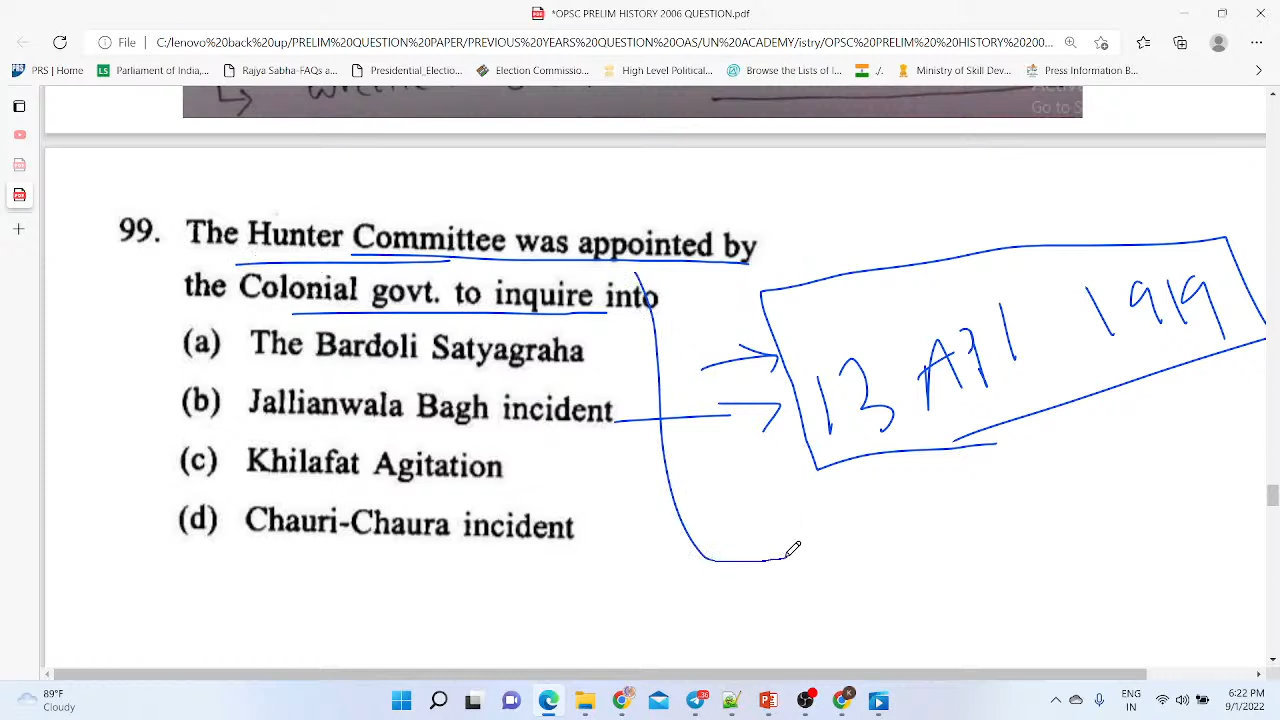 *OPSC PRELIM HISTORY 2006 QUESTION.pdf
File C:/lenovo%20back%20up/PRELIM%20QUESTION%20PAPER/PREVIOUS%20YEARS%20QUESTION%20OAS/UN%20ACADEMY/istry/OPSC%20PRELIM%20%20HISTORY%20200...
PRS | Home Parliament of India, Rajya Sabha-FAQs a... Presidential_Electio... Election Commissio... High Level Political... Browse the Lists of I... ./. Ministry of Skill Dev... Press Information B...
Go to S
99. The Hunter Committee was appointed by
the Colonial govt. to inquire into
(a) The Bardoli Satyagraha
(b) Jallianwala Bagh incident
(c) Khilafat Agitation
(d) Chauri-Chaura incident
13 1919
89°F
Cloudy
38
K
ENG
IN
6:22 PM
9/1/2022